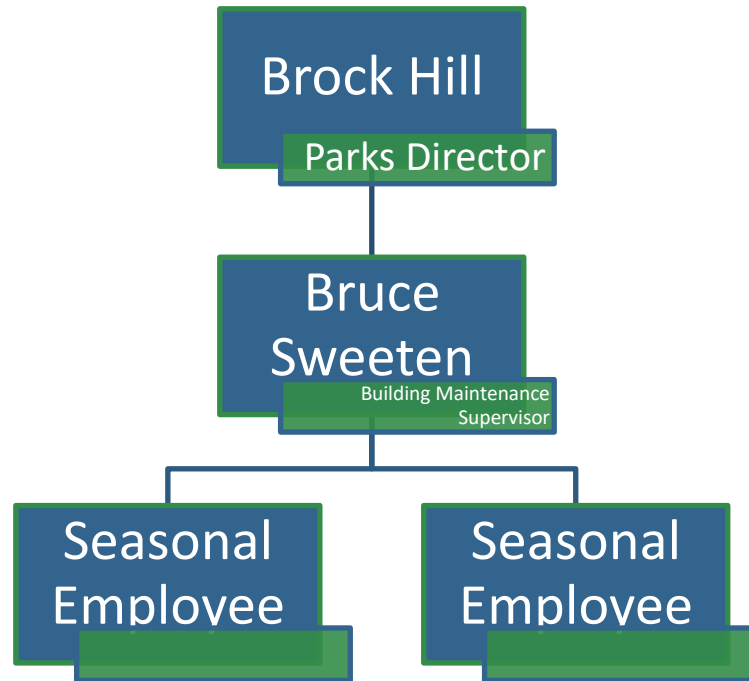 Brock Hill
Parks Director
Bruce
Sweeten
Building Maintenance
Supervisor
Seasonal
Employee
Seasonal
Employee